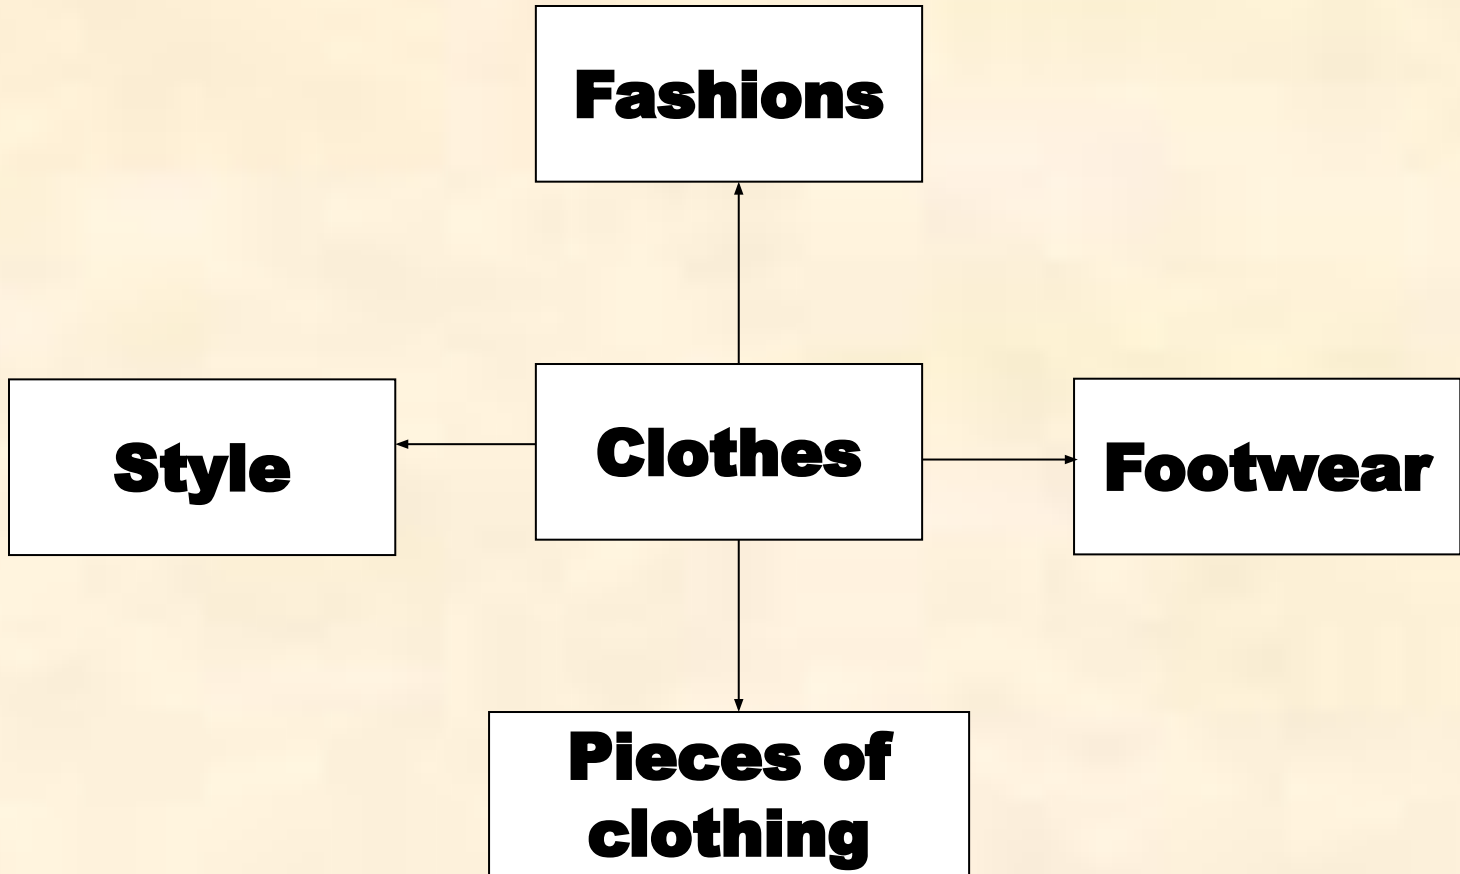 Fashions
Style
Clothes
Footwear
Pieces of
clothing